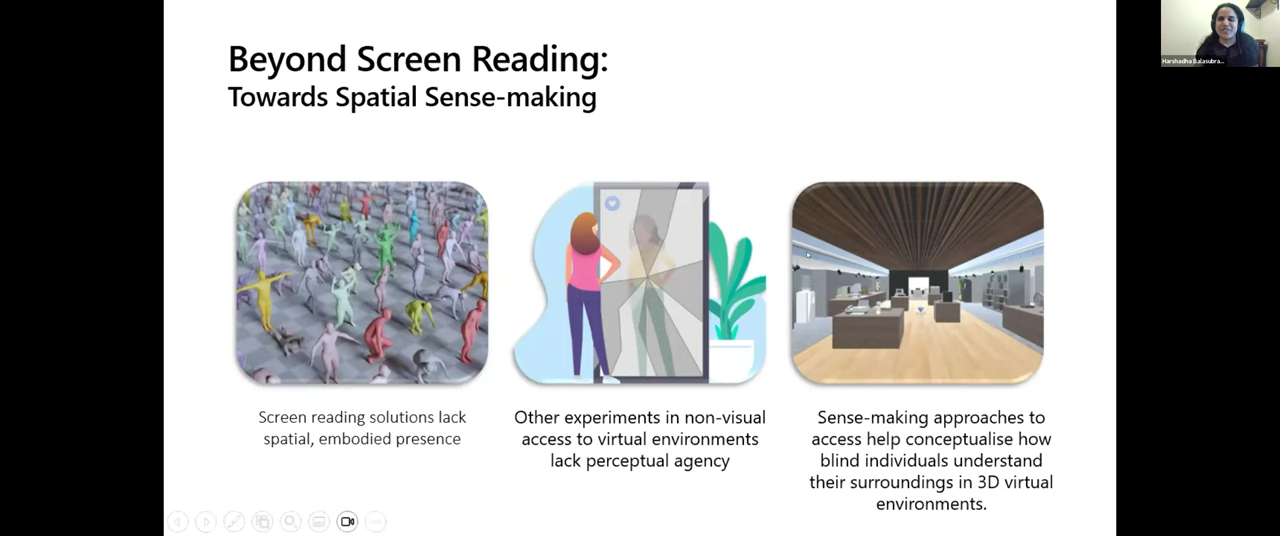 Beyond Screen Reading:
Towards Spatial Sense-making
Harshadha Balasubra...
Screen reading solutions lack
spatial, embodied presence
Other experiments in non-visual
access to virtual environments
lack perceptual agency
Sense-making approaches to
access help conceptualise how
blind individuals understand
their surroundings in 3D virtual
environments.